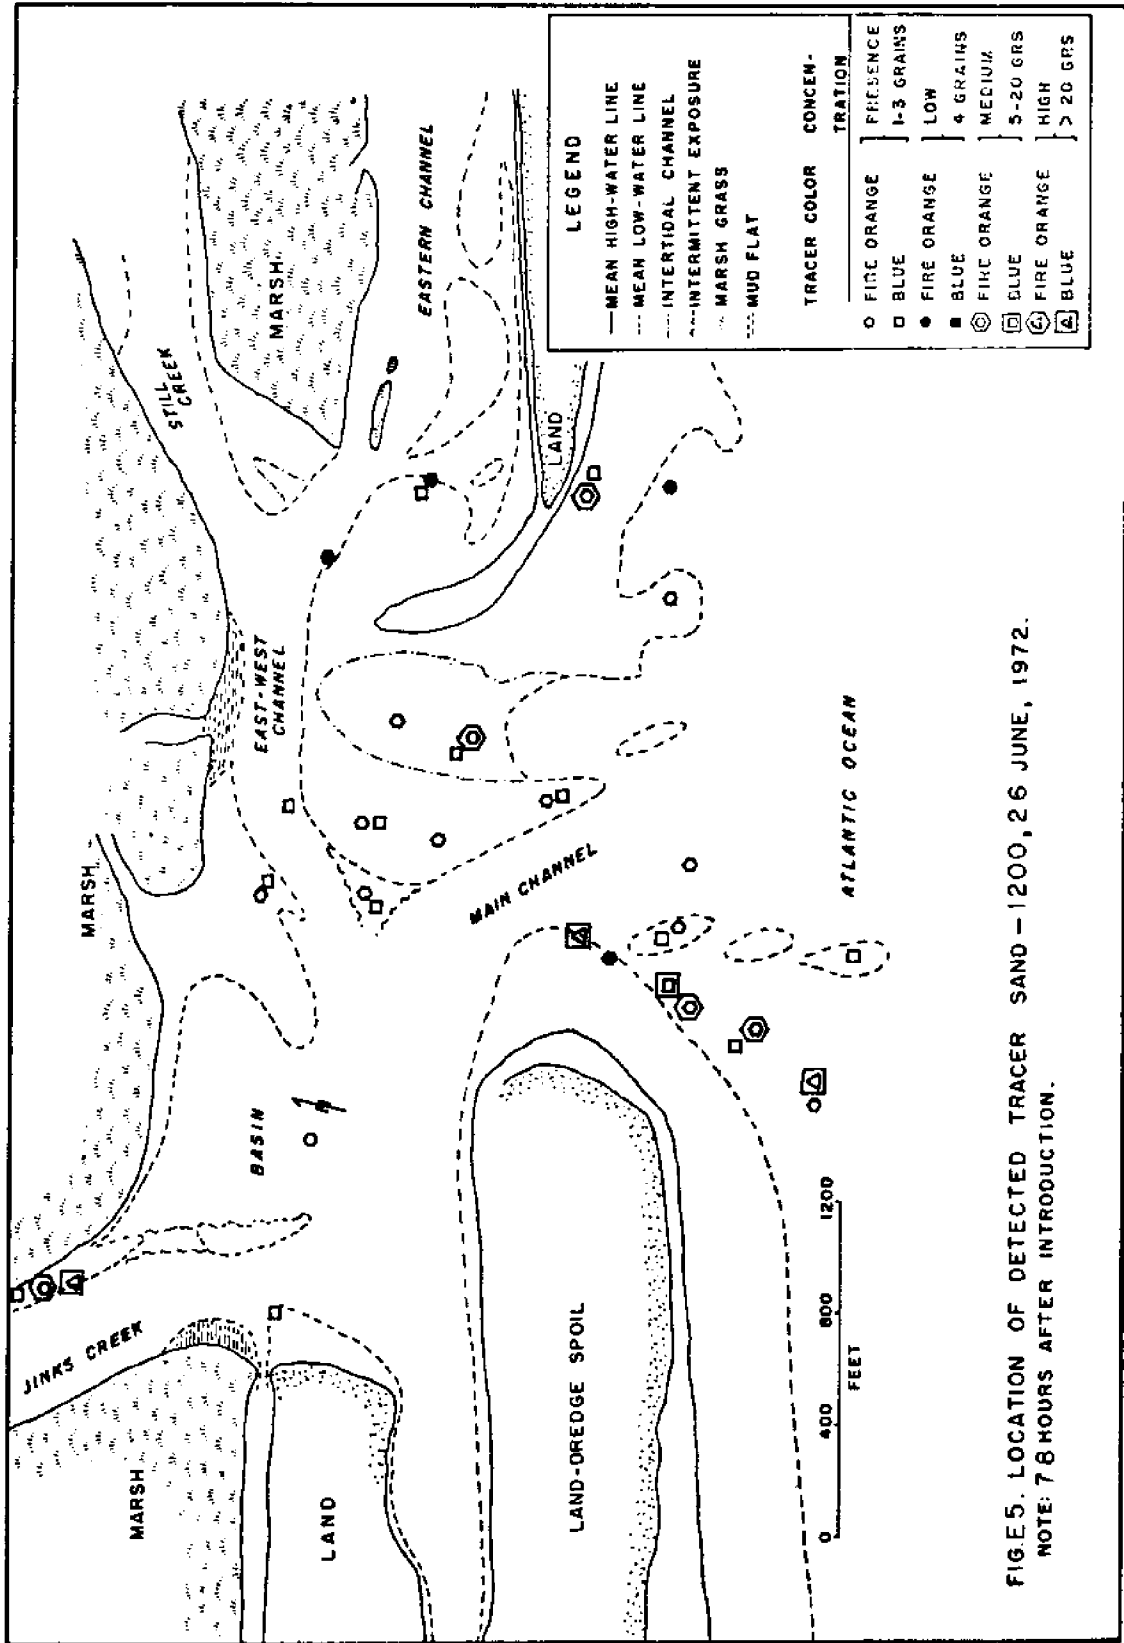 JINKS CREEK
MARSH
MARSH
BASIN
LAND
LAND-DREDGE SPOIL
EAST-WEST
CHANNEL
STILL
CREEK
MARSH
EASTERN CHANNEL
LAND
MAIN CHANNEL
ATLANTIC OCEAN
0 400 800 1200
FEET
LEGEND
MEAN HIGH-WATER LINE
MEAN LOW-WATER LINE
INTERTIDAL CHANNEL
INTERMITTENT EXPOSURE
MARSH GRASS
MUD FLAT
TRACER COLOR CONCEN-
TRATION
FIRE ORANGE PRESENCE
BLUE 1-3 GRAINS
FIRE ORANGE LOW
BLUE 4 GRAINS
FIRE ORANGE MEDIUM
BLUE 5-20 GRS
FIRE ORANGE HIGH
BLUE > 20 GRS
FIG.E5. LOCATION OF DETECTED TRACER SAND-1200, 26 JUNE, 1972.
NOTE: 78 HOURS AFTER INTRODUCTION.